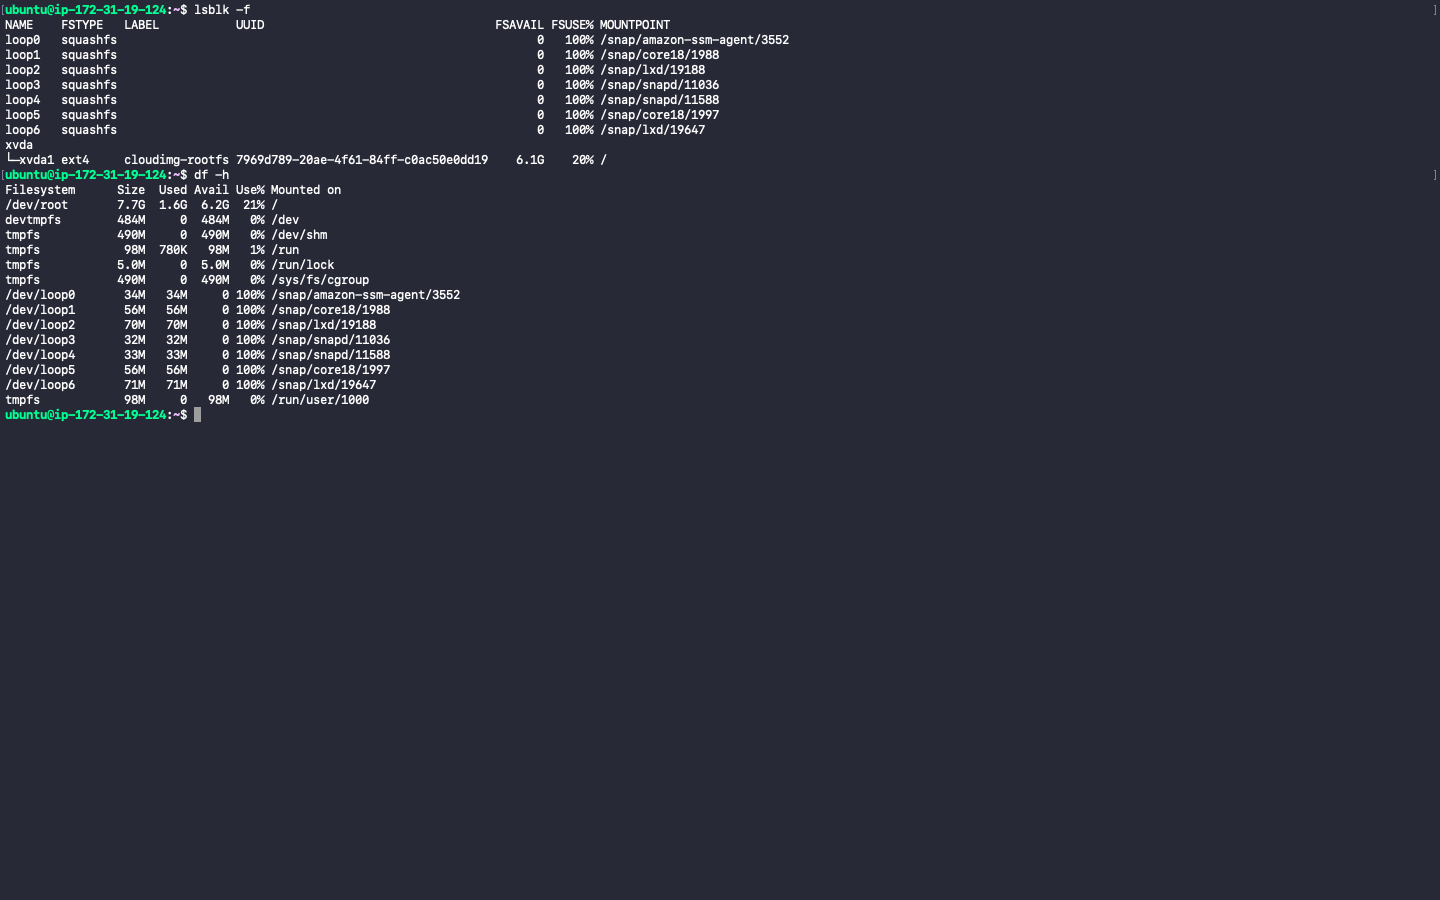 [ubuntu@ip-172-31-19-124:~$ lsblk -f ]
NAME    FSTYPE   LABEL           UUID                                 FSAVAIL FSUSE% MOUNTPOINT
loop0   squashfs                                                            0   100% /snap/amazon-ssm-agent/3552
loop1   squashfs                                                            0   100% /snap/core18/1988
loop2   squashfs                                                            0   100% /snap/lxd/19188
loop3   squashfs                                                            0   100% /snap/snapd/11036
loop4   squashfs                                                            0   100% /snap/snapd/11588
loop5   squashfs                                                            0   100% /snap/core18/1997
loop6   squashfs                                                            0   100% /snap/lxd/19647
xvda
└─xvda1 ext4     cloudimg-rootfs 7969d789-20ae-4f61-84ff-c0ac50e0dd19    6.1G    20% /
[ubuntu@ip-172-31-19-124:~$ df -h ]
Filesystem      Size  Used Avail Use% Mounted on
/dev/root       7.7G  1.6G  6.2G  21% /
devtmpfs        484M     0  484M   0% /dev
tmpfs           490M     0  490M   0% /dev/shm
tmpfs            98M  780K   98M   1% /run
tmpfs           5.0M     0  5.0M   0% /run/lock
tmpfs           490M     0  490M   0% /sys/fs/cgroup
/dev/loop0       34M   34M     0 100% /snap/amazon-ssm-agent/3552
/dev/loop1       56M   56M     0 100% /snap/core18/1988
/dev/loop2       70M   70M     0 100% /snap/lxd/19188
/dev/loop3       32M   32M     0 100% /snap/snapd/11036
/dev/loop4       33M   33M     0 100% /snap/snapd/11588
/dev/loop5       56M   56M     0 100% /snap/core18/1997
/dev/loop6       71M   71M     0 100% /snap/lxd/19647
tmpfs            98M     0   98M   0% /run/user/1000
ubuntu@ip-172-31-19-124:~$